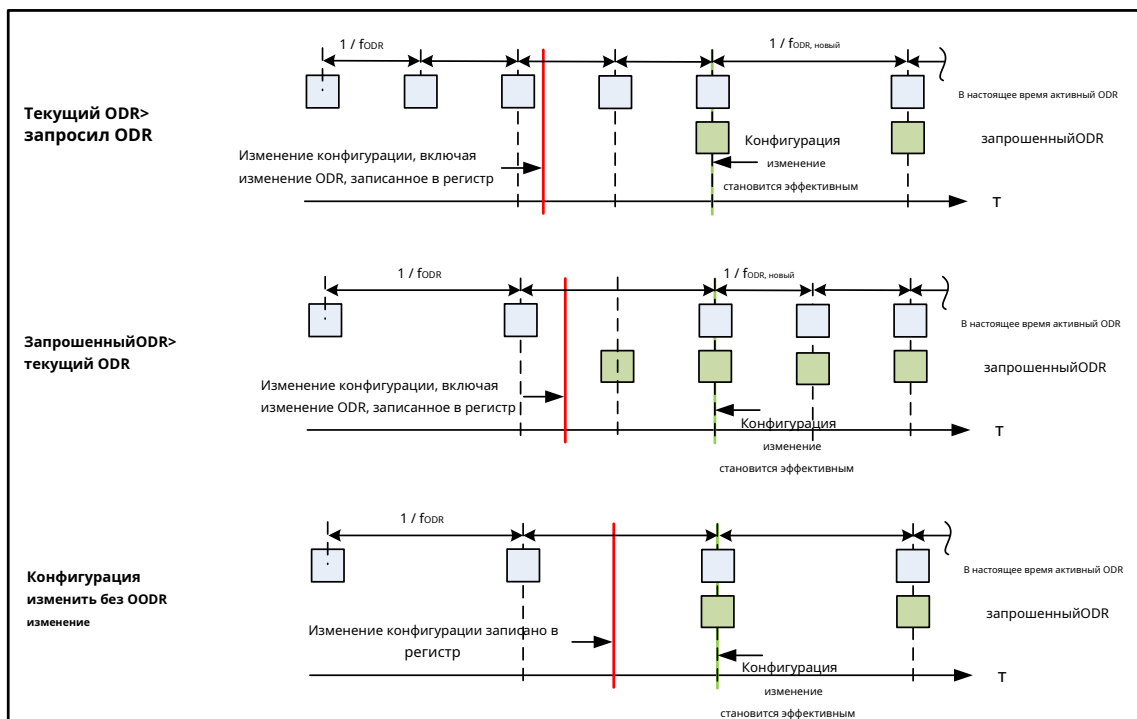 1 / fODR
1 / fODR, новый
В настоящее время активный ODR
Текущий ODR>
запросил ODR
запрошенныйODR
Конфигурация
изменение
становится эффективным
Изменение конфигурации, включая
изменение ODR, записанное в регистр
T
1 / fODR
1 / fODR, новый
В настоящее время активный ODR
ЗапрошенныйODR>
текущий ODR
запрошенныйODR
Изменение конфигурации, включая
изменение ODR, записанное в регистр
Конфигурация
изменение
становится эффективным
T
1 / fODR
В настоящее время активный ODR
Конфигурация
изменить без OODR
изменение
запрошенныйODR
Изменение конфигурации записано в
регистр
Конфигурация
изменение
становится эффективным
T